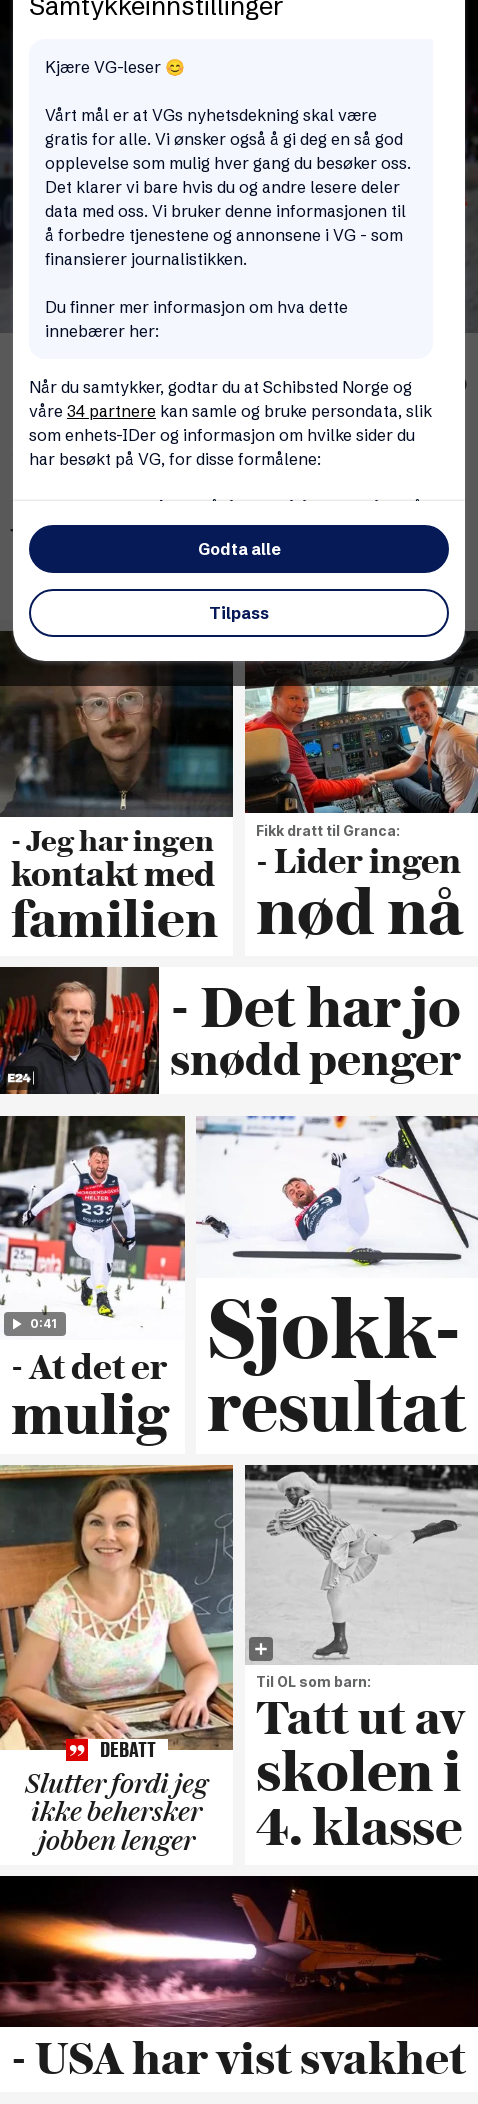 Samtykkeinnstillinger
Kjære VG-leser 😊
Vårt mål er at VGs nyhetsdekning skal være
gratis for alle. Vi ønsker også å gi deg en så god
opplevelse som mulig hver gang du besøker oss.
Det klarer vi bare hvis du og andre lesere deler
data med oss. Vi bruker denne informasjonen til
å forbedre tjenestene og annonsene i VG - som
finansierer journalistikken.
Du finner mer informasjon om hva dette
innebærer her:
Når du samtykker, godtar du at Schibsted Norge og
våre 34 partnere kan samle og bruke persondata, slik
som enhets-IDer og informasjon om hvilke sider du
har besøkt på VG, for disse formålene:
Godta alle
Tilpass
- Jeg har ingen
kontakt med
familien
Fikk dratt til Granca:
- Lider ingen
nød nå
E24
- Det har jo
snødd penger
233
0:41
- At det er
mulig
233
Sjokk-
resultat
DEBATT
Slutter fordi jeg
ikke behersker
jobben lenger
Til OL som barn:
Tatt ut av
skolen i
4. klasse
- USA har vist svakhet